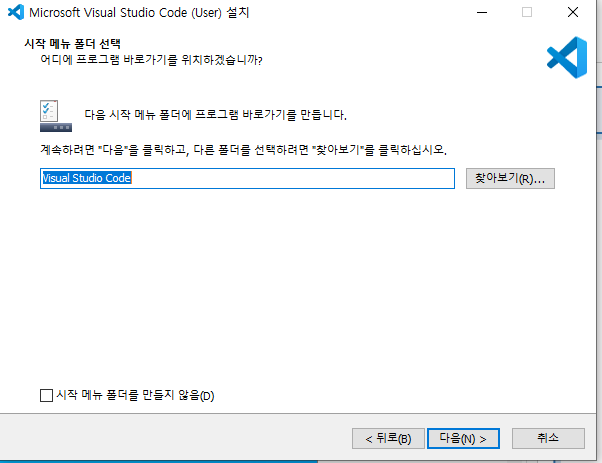 Microsoft Visual Studio Code (User) 설치
시작 메뉴 폴더 선택
어디에 프로그램 바로가기를 위치하겠습니까?
다음 시작 메뉴 폴더에 프로그램 바로가기를 만듭니다.
계속하려면 "다음"을 클릭하고, 다른 폴더를 선택하려면 "찾아보기"를 클릭하십시오.
Visual Studio Code
찾아보기(R)...
시작 메뉴 폴더를 만들지 않음(D)
< 뒤로(B)
다음(N) >
취소